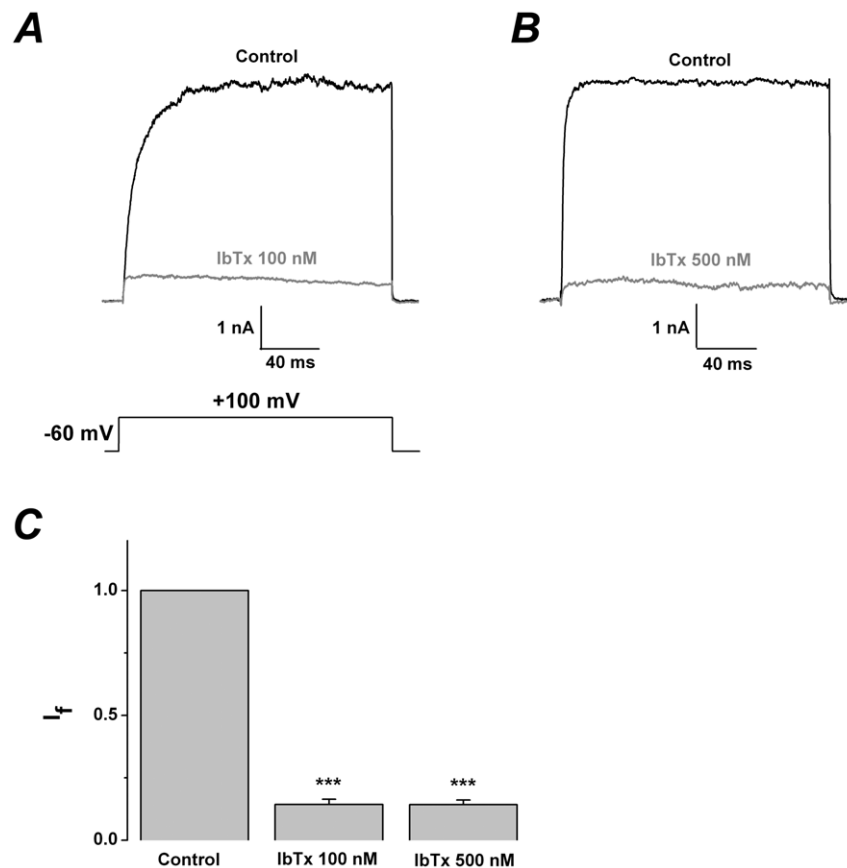 A
B
Control
Control
IbTx 100 nM
IbTx 500 nM
1 nA
40 ms
1 nA
40 ms
+100 mV
-60 mV
C
1.0
0.5
0.0
If
***
***
Control
IbTx 100 nM
IbTx 500 nM